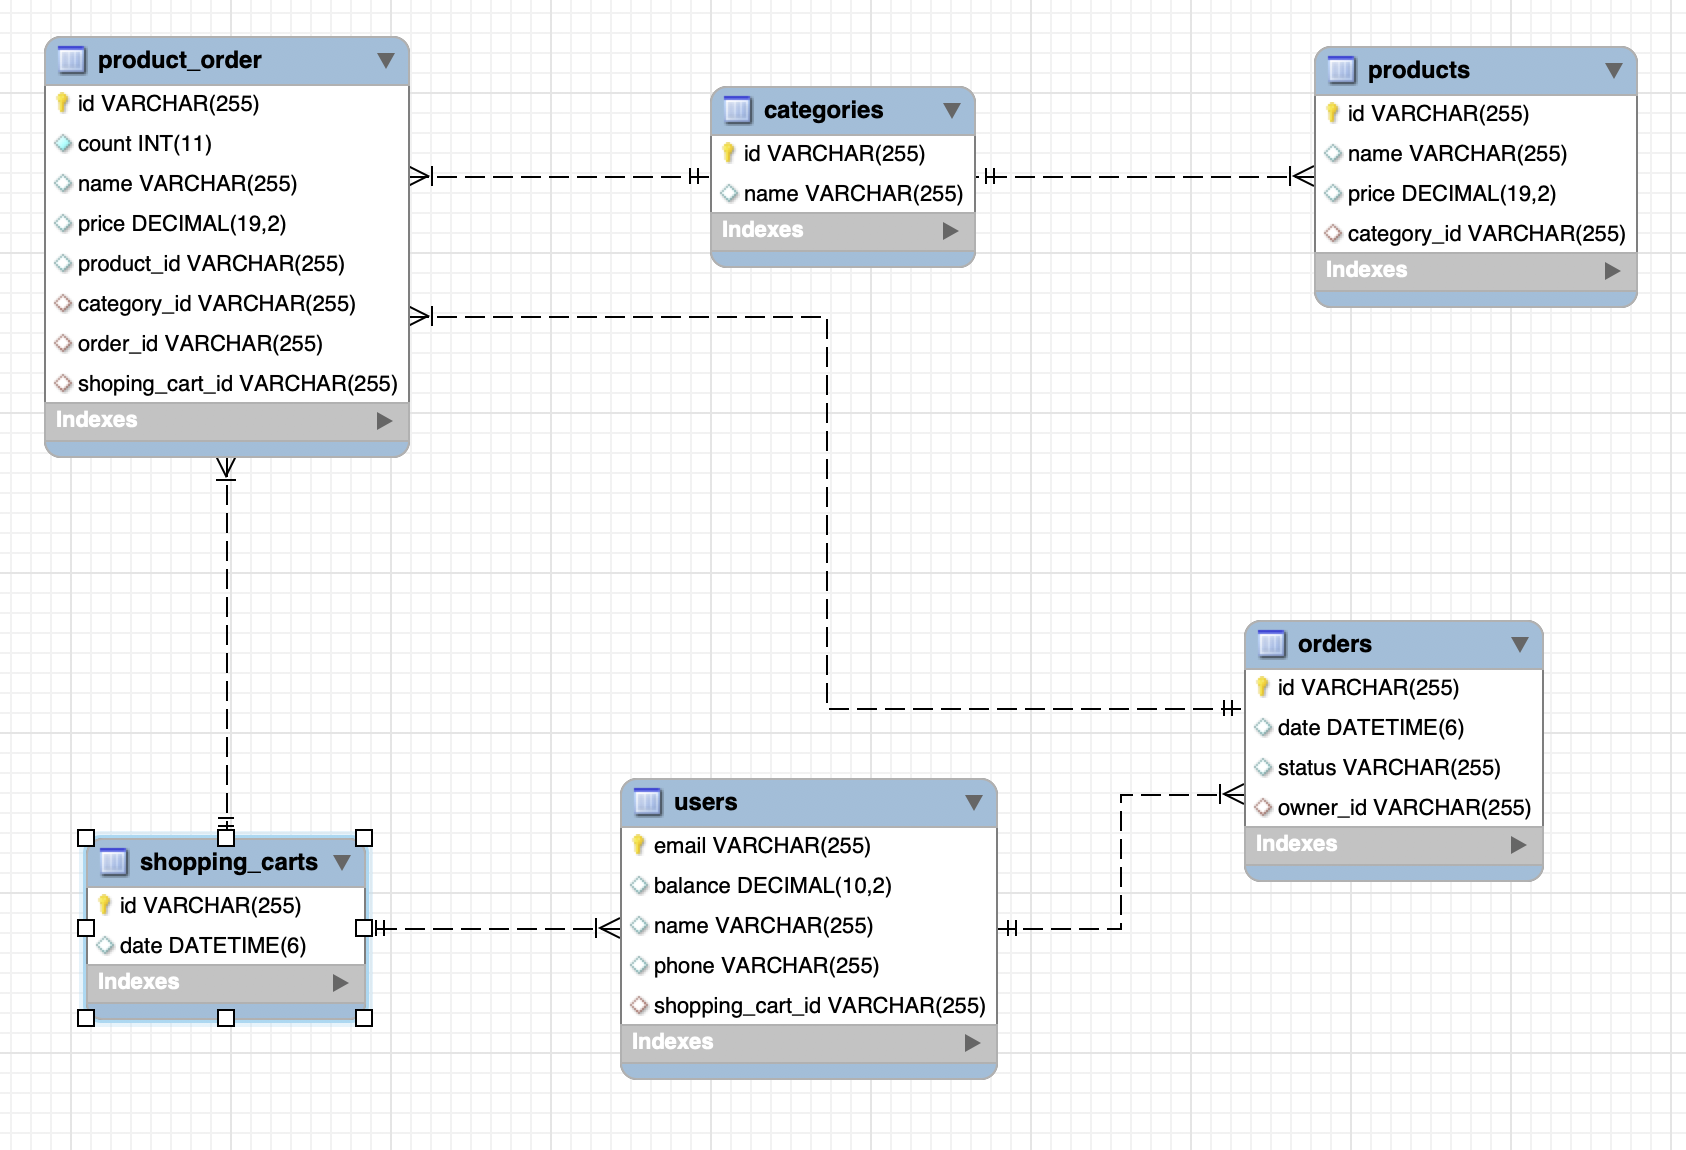 product_order
id VARCHAR(255)
count INT(11)
name VARCHAR(255)
price DECIMAL(19,2)
product_id VARCHAR(255)
category_id VARCHAR(255)
order_id VARCHAR(255)
shoping_cart_id VARCHAR(255)
Indexes
categories
id VARCHAR(255)
name VARCHAR(255)
Indexes
products
id VARCHAR(255)
name VARCHAR(255)
price DECIMAL(19,2)
category_id VARCHAR(255)
Indexes
shopping_carts
id VARCHAR(255)
date DATETIME(6)
Indexes
users
email VARCHAR(255)
balance DECIMAL(10,2)
name VARCHAR(255)
phone VARCHAR(255)
shopping_cart_id VARCHAR(255)
Indexes
orders
id VARCHAR(255)
date DATETIME(6)
status VARCHAR(255)
owner_id VARCHAR(255)
Indexes